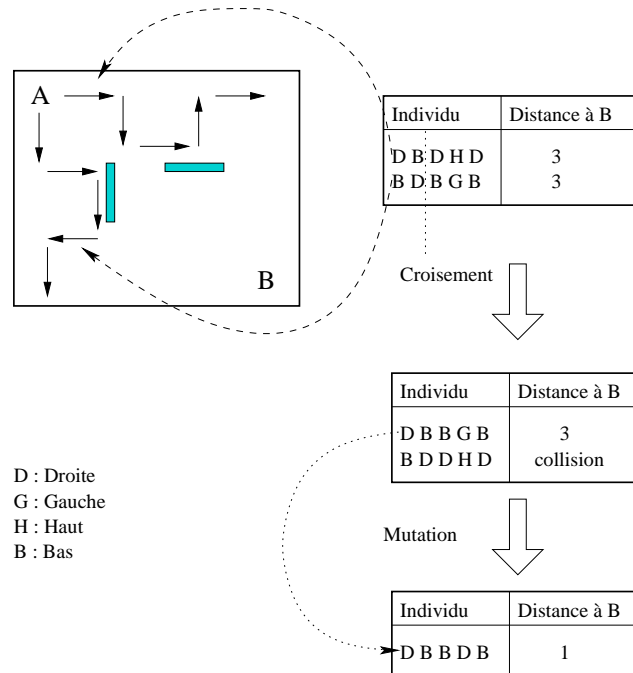 A
B
Individu Distance à B
D B D H D 3
B D B G B 3
Croisement
Individu Distance à B
D B B G B 3
B D D H D collision
D : Droite
G : Gauche
H : Haut
B : Bas
Mutation
Individu Distance à B
D B B D B 1